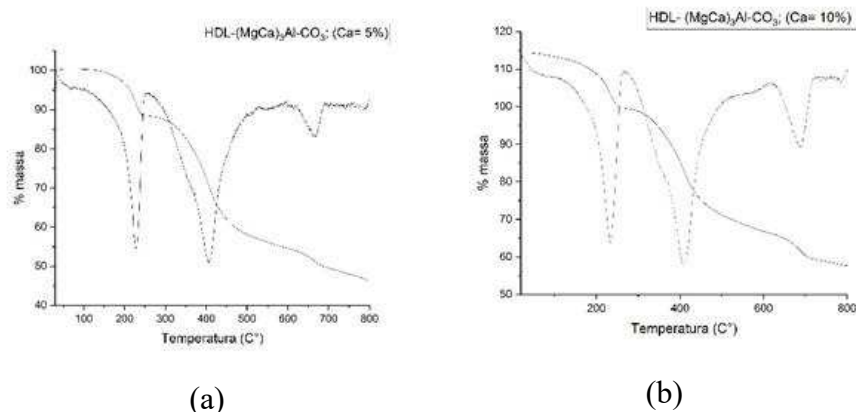 HDL-(MgCa)₃Al-CO₃; (Ca= 5%)
% massa
100
90
80
70
60
50
40
100 200 300 400 500 600 700 800
Temperatura (C°)
(a)
HDL- (MgCa)₃Al-CO₃; (Ca= 10%)
% massa
120
110
100
90
80
70
60
50
200 400 600 800
Temperatura (C°)
(b)